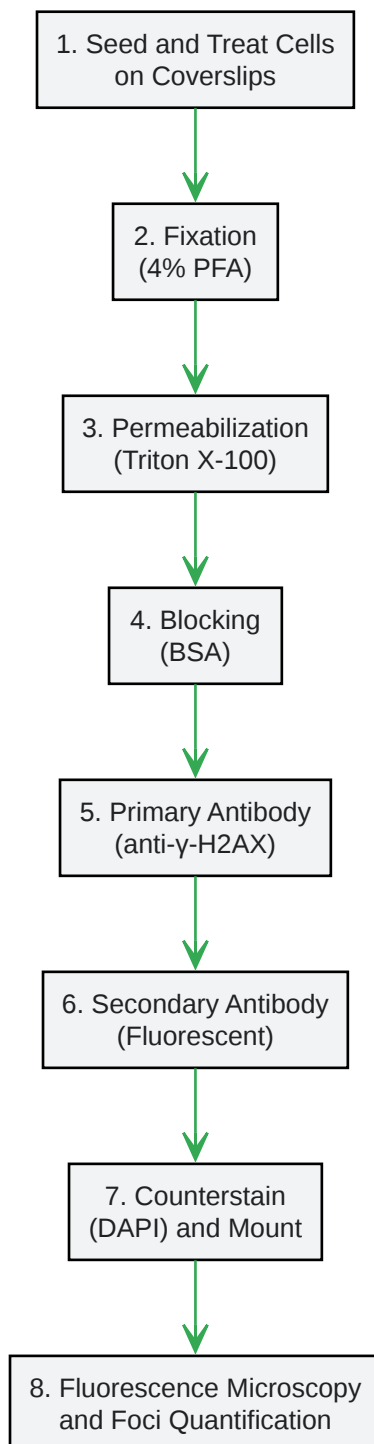 1. Seed and Treat Cells
on Coverslips
2. Fixation
(4% PFA)
3. Permeabilization
(Triton X-100)
4. Blocking
(BSA)
5. Primary Antibody
(anti-γ-H2AX)
6. Secondary Antibody
(Fluorescent)
7. Counterstain
(DAPI) and Mount
8. Fluorescence Microscopy
and Foci Quantification